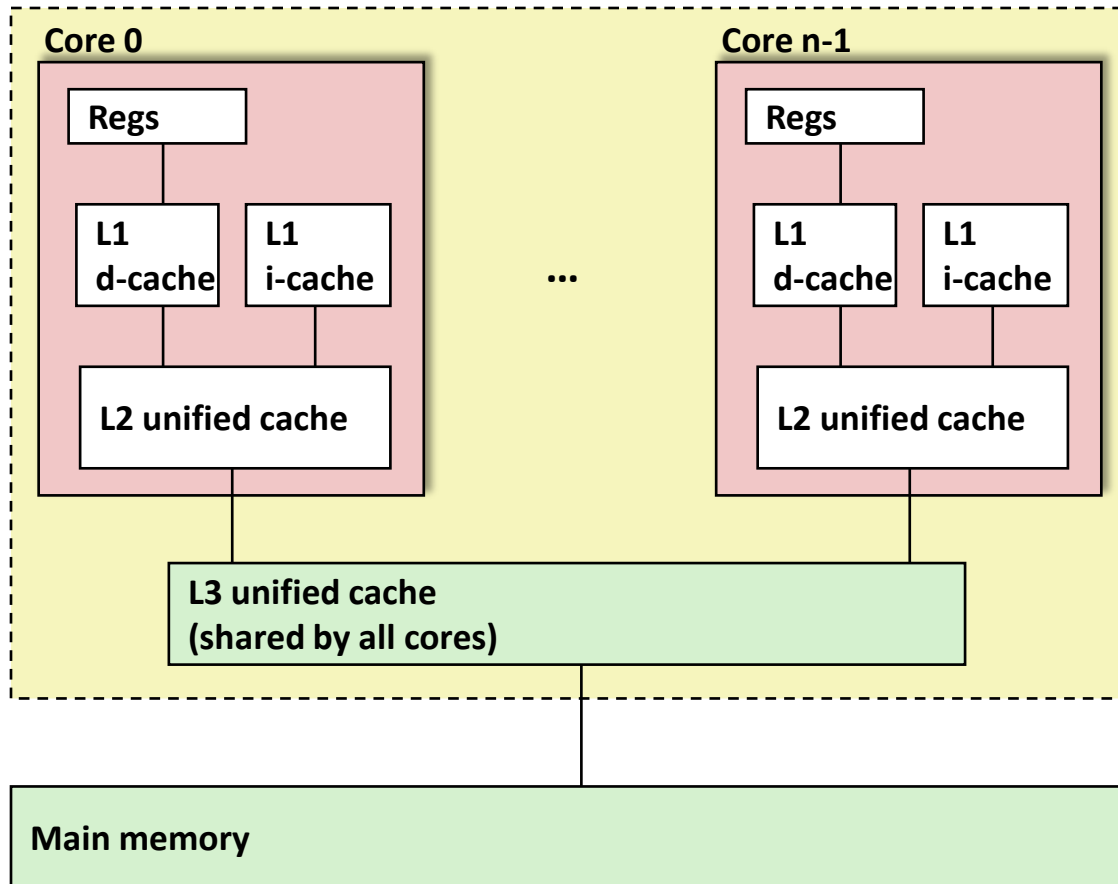 Core 0
Core n-1
Regs
Regs
L1
d-cache
L1
i-cache
...
L1
d-cache
L1
i-cache
L2 unified cache
L2 unified cache
L3 unified cache
(shared by all cores)
Main memory